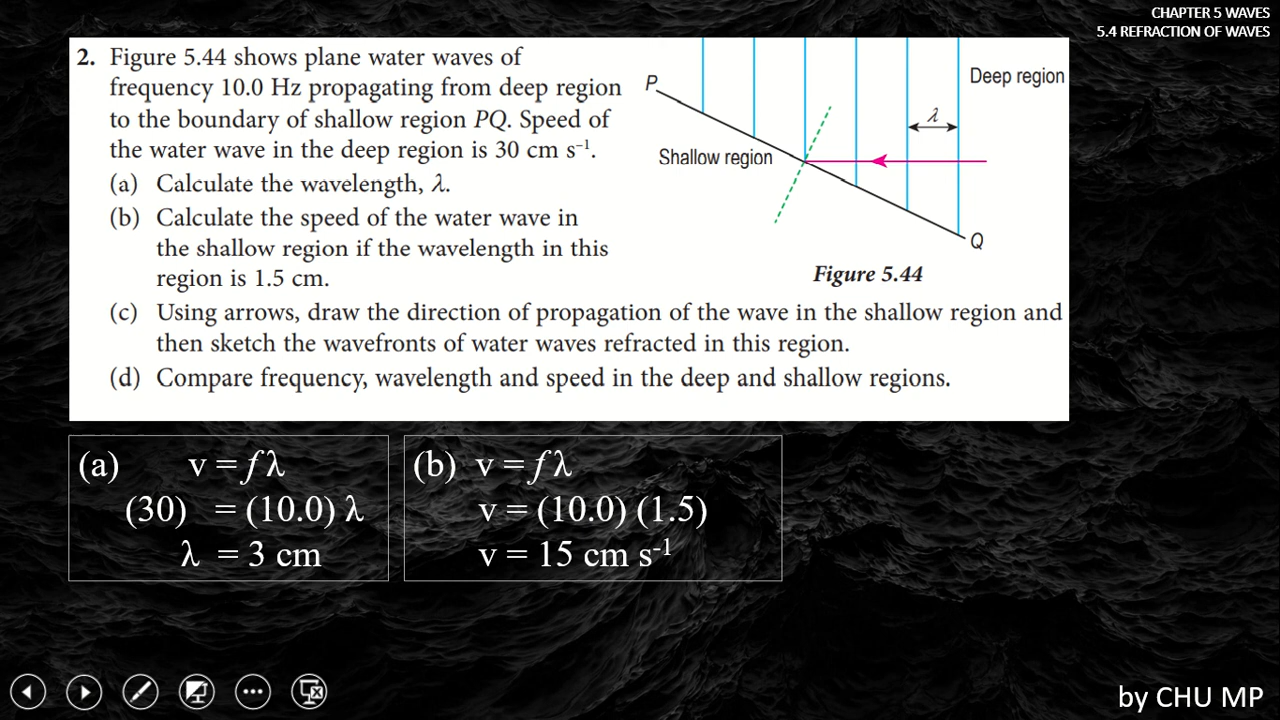 CHAPTER 5 WAVES
5.4 REFRACTION OF WAVES
2. Figure 5.44 shows plane water waves of
frequency 10.0 Hz propagating from deep region
to the boundary of shallow region PQ. Speed of
the water wave in the deep region is 30 cm s⁻¹.
(a) Calculate the wavelength, λ.
(b) Calculate the speed of the water wave in
the shallow region if the wavelength in this
region is 1.5 cm.
(c) Using arrows, draw the direction of propagation of the wave in the shallow region and
then sketch the wavefronts of water waves refracted in this region.
(d) Compare frequency, wavelength and speed in the deep and shallow regions.
P
Deep region
λ
Shallow region
Q
Figure 5.44
(a) v = fλ
(30) = (10.0) λ
λ = 3 cm
(b) v = fλ
v = (10.0) (1.5)
v = 15 cm s⁻¹
by CHU MP